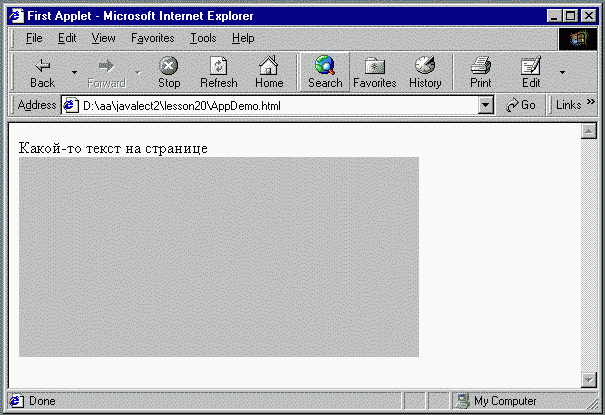 First Applet - Microsoft Internet Explorer
File Edit View Favorites Tools Help
Back Forward Stop Refresh Home Search Favorites History Print Edit
Address D:\aa\javalect2\lesson20\AppDemo.html Go Links »
Какой-то текст на странице
Done My Computer